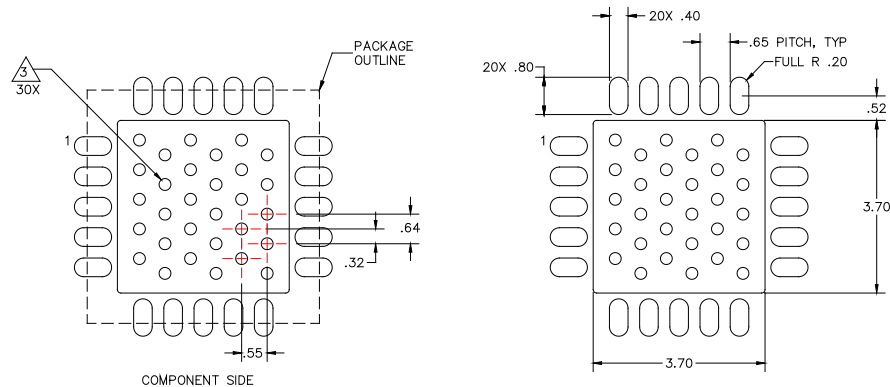 3
30X
PACKAGE
OUTLINE
1
.64
.32
.55
COMPONENT SIDE
20X .40
20X .80
.65 PITCH, TYP
FULL R .20
.52
1
3.70
3.70